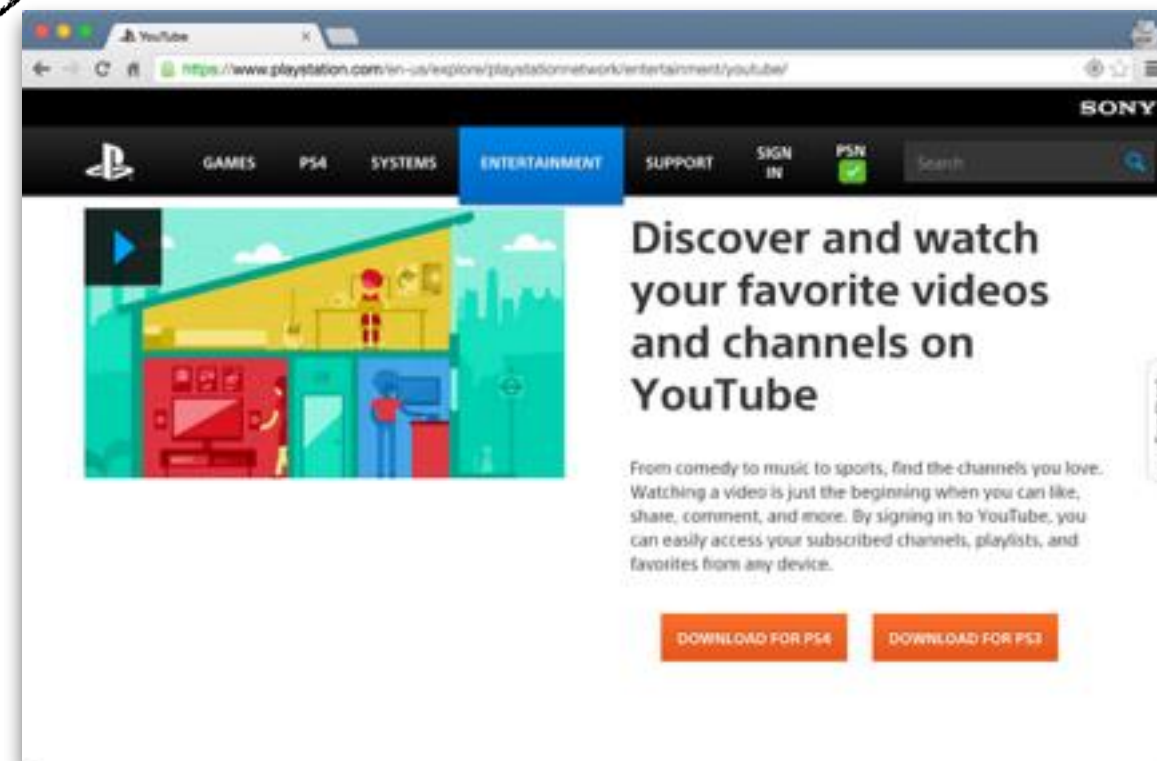 YouTube
https://www.playstation.com/en-us/explore/playstationnetwork/entertainment/youtube/
SONY
GAMES PS4 SYSTEMS ENTERTAINMENT SUPPORT SIGN IN PSN Search
Discover and watch
your favorite videos
and channels on
YouTube
From comedy to music to sports, find the channels you love.
Watching a video is just the beginning when you can like,
share, comment, and more. By signing in to YouTube, you
can easily access your subscribed channels, playlists, and
favorites from any device.
DOWNLOAD FOR PS4 DOWNLOAD FOR PS3